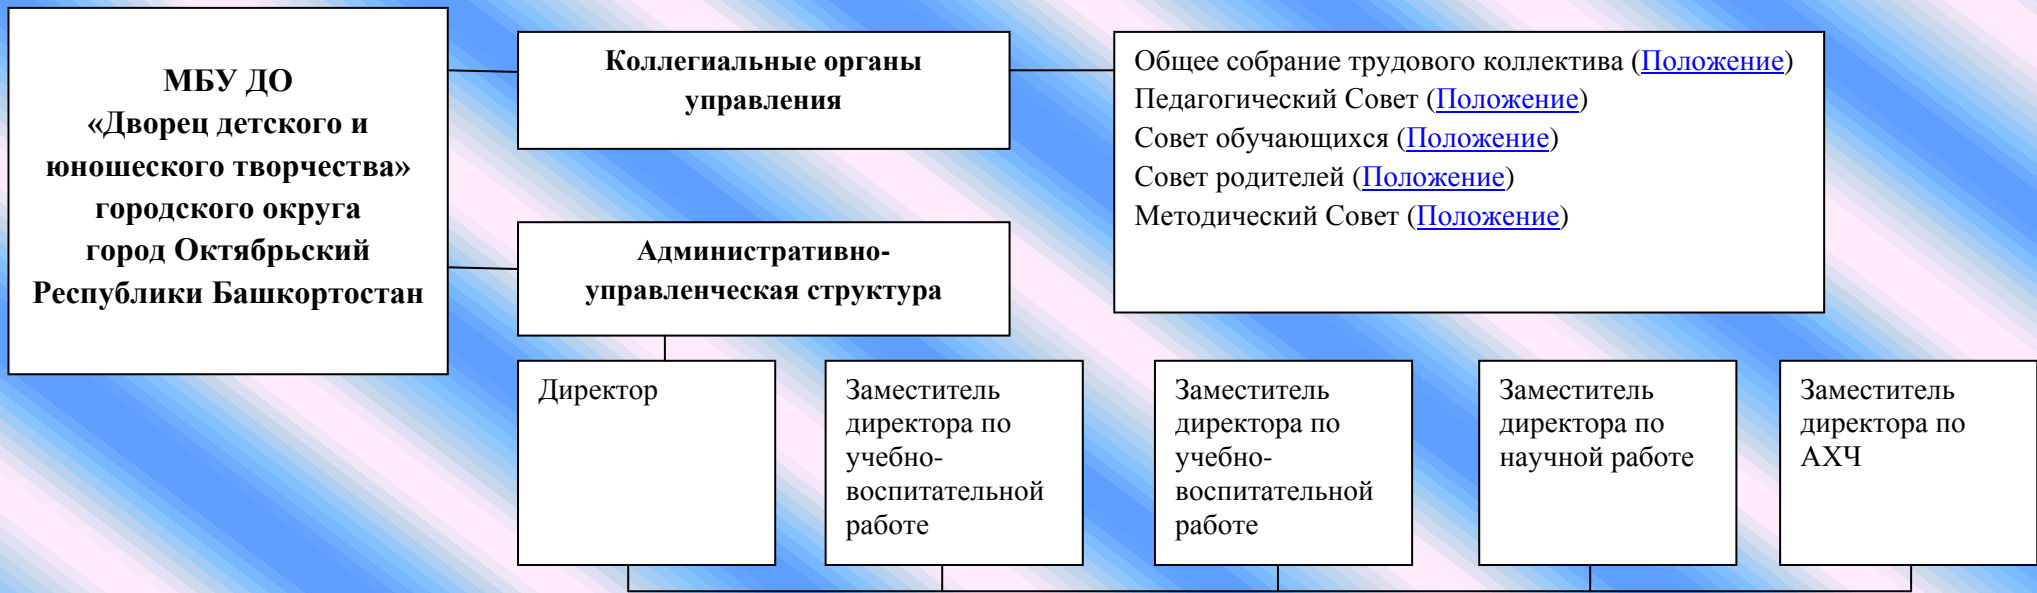 МБУ ДО
«Дворец детского и
юношеского творчества»
городского округа
город Октябрьский
Республики Башкортостан
Коллегиальные органы
управления
Общее собрание трудового коллектива (Положение)
Педагогический Совет (Положение)
Совет обучающихся (Положение)
Совет родителей (Положение)
Методический Совет (Положение)
Административно-
управленческая структура
Директор
Заместитель
директора по
учебно-
воспитательной
работе
Заместитель
директора по
учебно-
воспитательной
работе
Заместитель
директора по
научной работе
Заместитель
директора по
АХЧ